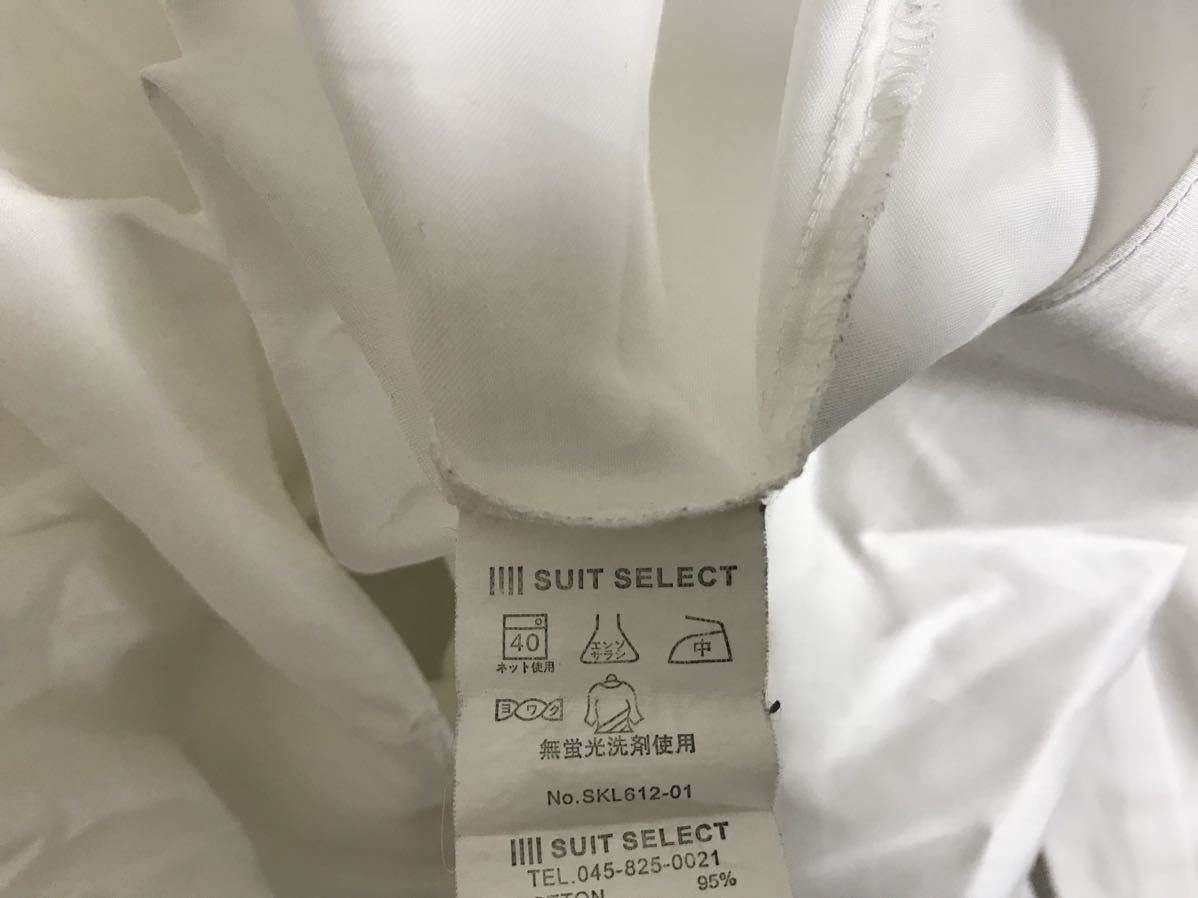 SUIT SELECT
40 エンソ 中
サラシ
ネット使用
ヨワク
無蛍光洗剤使用
No.SKL612-01
SUIT SELECT
TEL.045-825-0021
95%